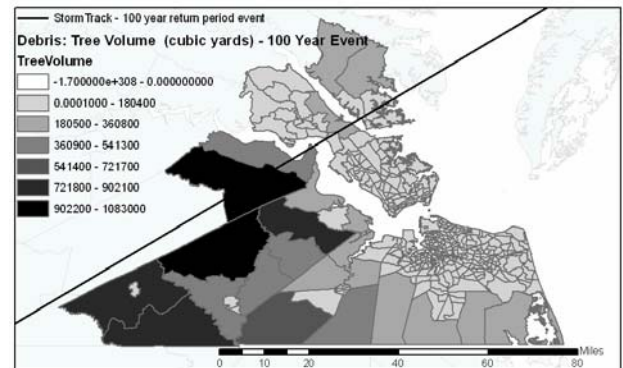 StormTrack - 100 year return period event
Debris: Tree Volume (cubic yards) - 100 Year Event
TreeVolume
-1.700000e+308 - 0.000000000
0.0001000 - 180400
180500 - 360800
360900 - 541300
541400 - 721700
721800 - 902100
902200 - 1083000
Miles
0 5 10 20 40 60 80